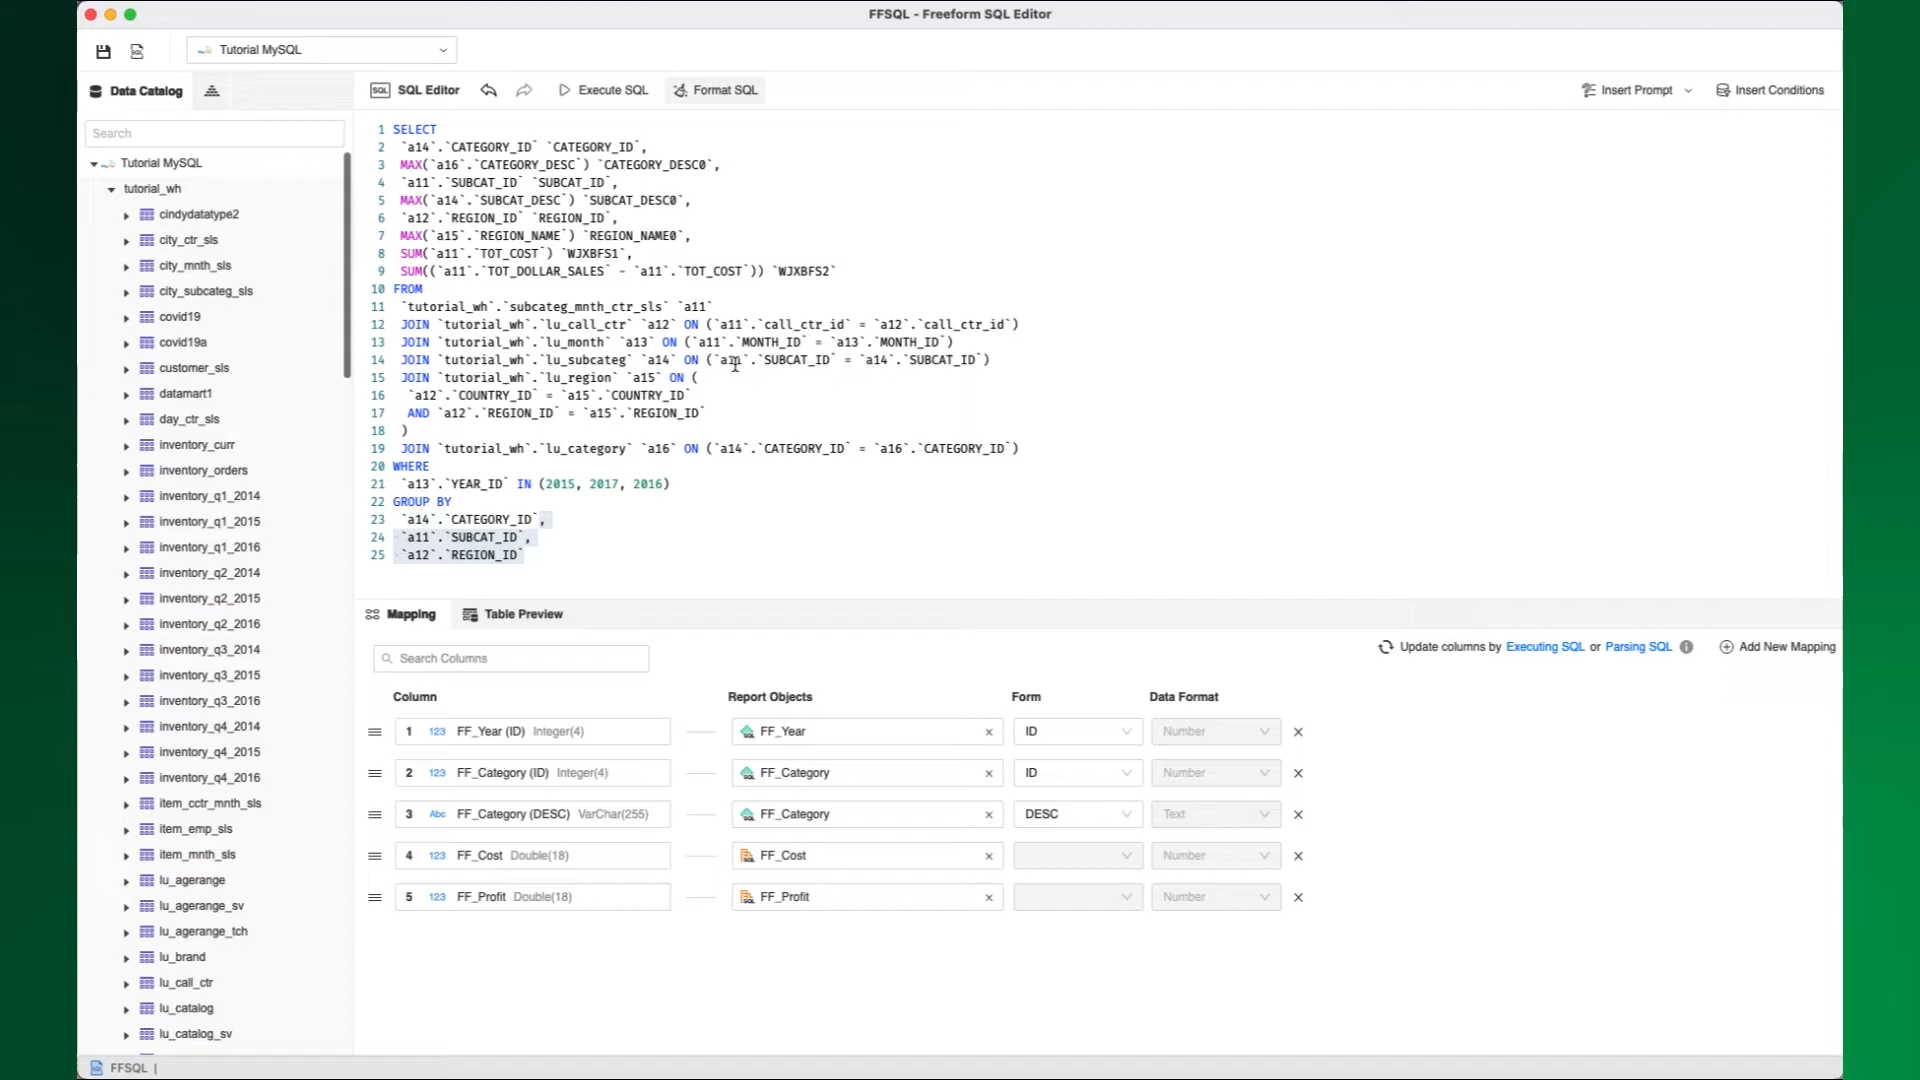 FFSQL - Freeform SQL Editor
Tutorial MySQL
Data Catalog
SQL SQL Editor
Execute SQL
Format SQL
Insert Prompt
Insert Conditions
Search
Tutorial MySQL
tutorial_wh
cindydatatype2
city_ctr_sls
city_mnth_sls
city_subcateg_sls
covid19
covid19a
customer_sls
datamart1
day_ctr_sls
inventory_curr
inventory_orders
inventory_q1_2014
inventory_q1_2015
inventory_q1_2016
inventory_q2_2014
inventory_q2_2015
inventory_q2_2016
inventory_q3_2014
inventory_q3_2015
inventory_q3_2016
inventory_q4_2014
inventory_q4_2015
inventory_q4_2016
item_cctr_mnth_sls
item_emp_sls
item_mnth_sls
lu_agerange
lu_agerange_sv
lu_agerange_tch
lu_brand
lu_call_ctr
lu_catalog
lu_catalog_sv
1 SELECT
2 `a14`.`CATEGORY_ID` `CATEGORY_ID`,
3 MAX(`a16`.`CATEGORY_DESC`) `CATEGORY_DESC0`,
4 `a11`.`SUBCAT_ID` `SUBCAT_ID`,
5 MAX(`a14`.`SUBCAT_DESC`) `SUBCAT_DESC0`,
6 `a12`.`REGION_ID` `REGION_ID`,
7 MAX(`a15`.`REGION_NAME`) `REGION_NAME0`,
8 SUM(`a11`.`TOT_COST`) `WJXBFS1`,
9 SUM((`a11`.`TOT_DOLLAR_SALES` - `a11`.`TOT_COST`)) `WJXBFS2`
10 FROM
11 `tutorial_wh`.`subcateg_mnth_ctr_sls` `a11`
12 JOIN `tutorial_wh`.`lu_call_ctr` `a12` ON (`a11`.`call_ctr_id` = `a12`.`call_ctr_id`)
13 JOIN `tutorial_wh`.`lu_month` `a13` ON (`a11`.`MONTH_ID` = `a13`.`MONTH_ID`)
14 JOIN `tutorial_wh`.`lu_subcateg` `a14` ON (`a11`.`SUBCAT_ID` = `a14`.`SUBCAT_ID`)
15 JOIN `tutorial_wh`.`lu_region` `a15` ON (
16 `a12`.`COUNTRY_ID` = `a15`.`COUNTRY_ID`
17 AND `a12`.`REGION_ID` = `a15`.`REGION_ID`
18 )
19 JOIN `tutorial_wh`.`lu_category` `a16` ON (`a14`.`CATEGORY_ID` = `a16`.`CATEGORY_ID`)
20 WHERE
21 `a13`.`YEAR_ID` IN (2015, 2017, 2016)
22 GROUP BY
23 `a14`.`CATEGORY_ID`,
24 `a11`.`SUBCAT_ID`,
25 `a12`.`REGION_ID`
Mapping
Table Preview
Search Columns
Update columns by Executing SQL or Parsing SQL
Add New Mapping
Column Report Objects Form Data Format
1 123 FF_Year (ID) Integer(4) FF_Year ID Number
2 123 FF_Category (ID) Integer(4) FF_Category ID Number
3 Abc FF_Category (DESC) VarChar(255) FF_Category DESC Text
4 123 FF_Cost Double(18) FF_Cost Number
5 123 FF_Profit Double(18) FF_Profit Number
FFSQL |